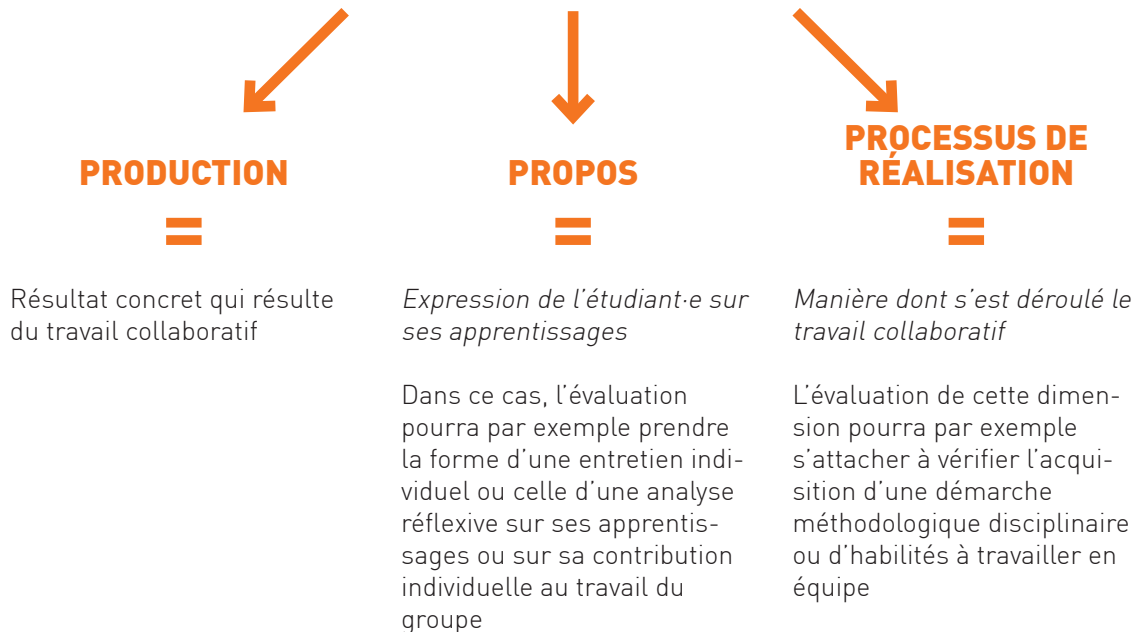 PRODUCTION
=
Résultat concret qui résulte
du travail collaboratif
PROPOS
=
Expression de l’étudiant·e sur
ses apprentissages
Dans ce cas, l’évaluation
pourra par exemple prendre
la forme d’une entretien indi-
viduel ou celle d’une analyse
réflexive sur ses apprentis-
sages ou sur sa contribution
individuelle au travail du
groupe
PROCESSUS DE
RÉALISATION
=
Manière dont s’est déroulé le
travail collaboratif
L’évaluation de cette dimen-
sion pourra par exemple
s’attacher à vérifier l’acqui-
sition d’une démarche
méthodologique disciplinaire
ou d’habilités à travailler en
équipe